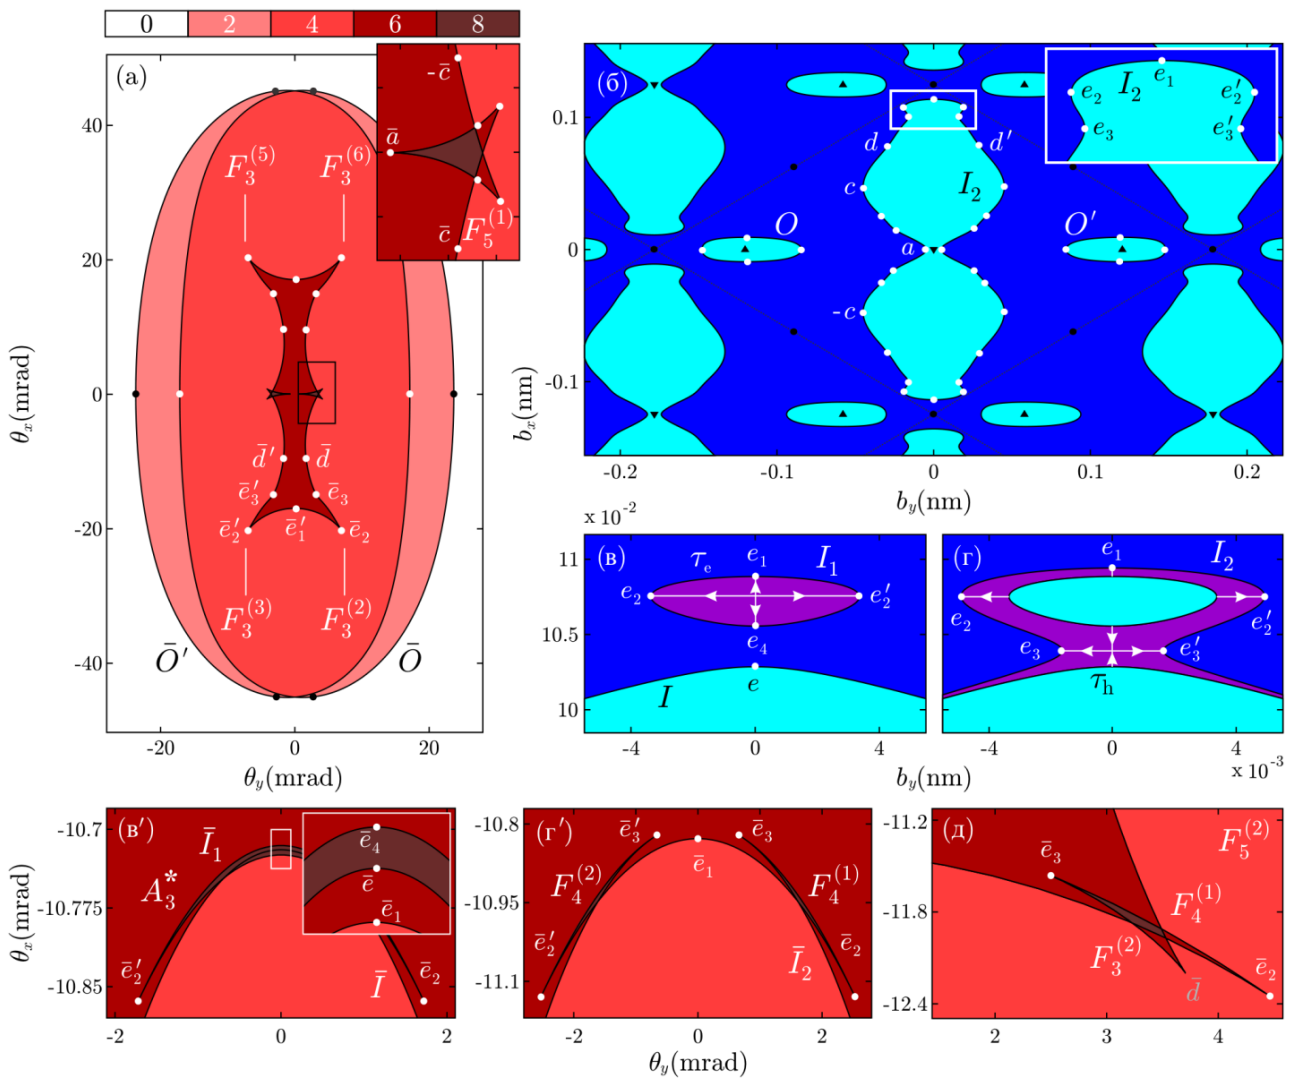 0 2 4 6 8
(а)
40
20
0
-20
-40
θx(mrad)
-20 0 20
θy(mrad)
F3(5) F3(6)
d̄′ d̄
ē3′ ē3
ē2′ ē1′ ē2
F3(3) F3(2)
Ō′ Ō
-c̄
ā
c̄ F5(1)
(б)
0.1
0
-0.1
bx(nm)
-0.2 -0.1 0 0.1 0.2
by(nm)
d d′
c I2
O O′
a
-c
e1
e2 I2 e2′
e3 e3′
x 10-2
(в)
11
10.5
10
τe e1 I1
e2 e2′
e4
e
I
-4 0 4
by(nm)
(г)
e1 I2
e2 e2′
e3 e3′
τh
-4 0 4
x 10-3
(в′)
-10.7
-10.775
-10.85
θx(mrad)
Ī1
A3*
ē2′ ē2
Ī
ē4
ē
ē1
-2 0 2
(г′)
-10.8
-10.95
-11.1
ē3′ ē3
ē1
F4(2) F4(1)
ē2′ ē2
Ī2
-2 0 2
θy(mrad)
(д)
-11.2
-11.8
-12.4
F5(2)
ē3
F4(1)
F3(2)
d̄ ē2
2 3 4